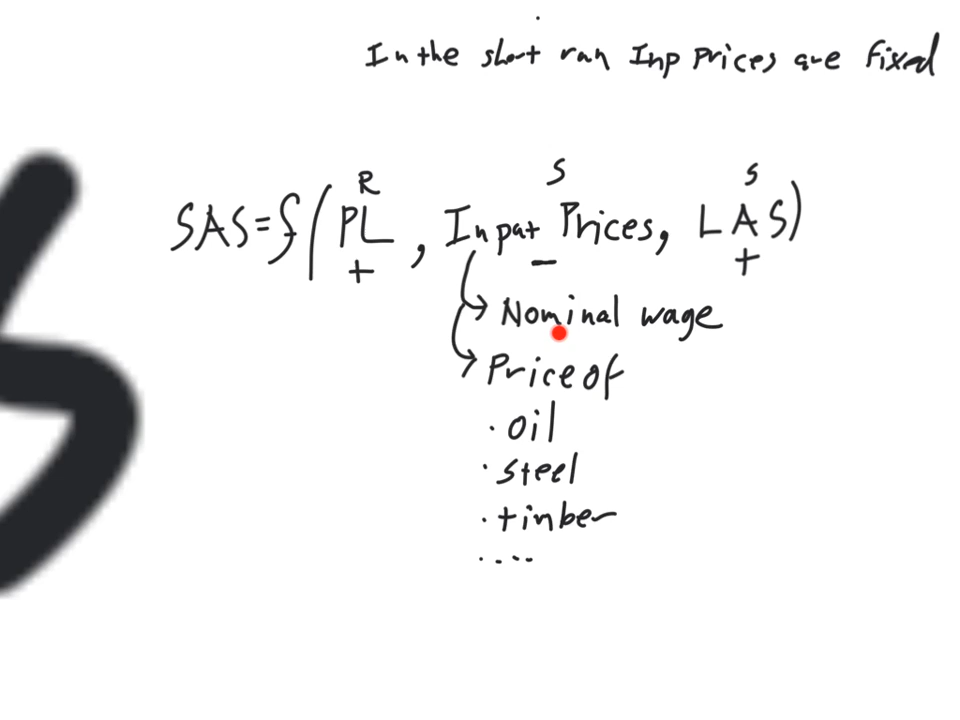 In the short run Inp Prices are fixed
R S S
SAS=f(PL, Input Prices, LAS)
+ − +
→ Nominal wage
→ Price of
· oil
· steel
· timber
....